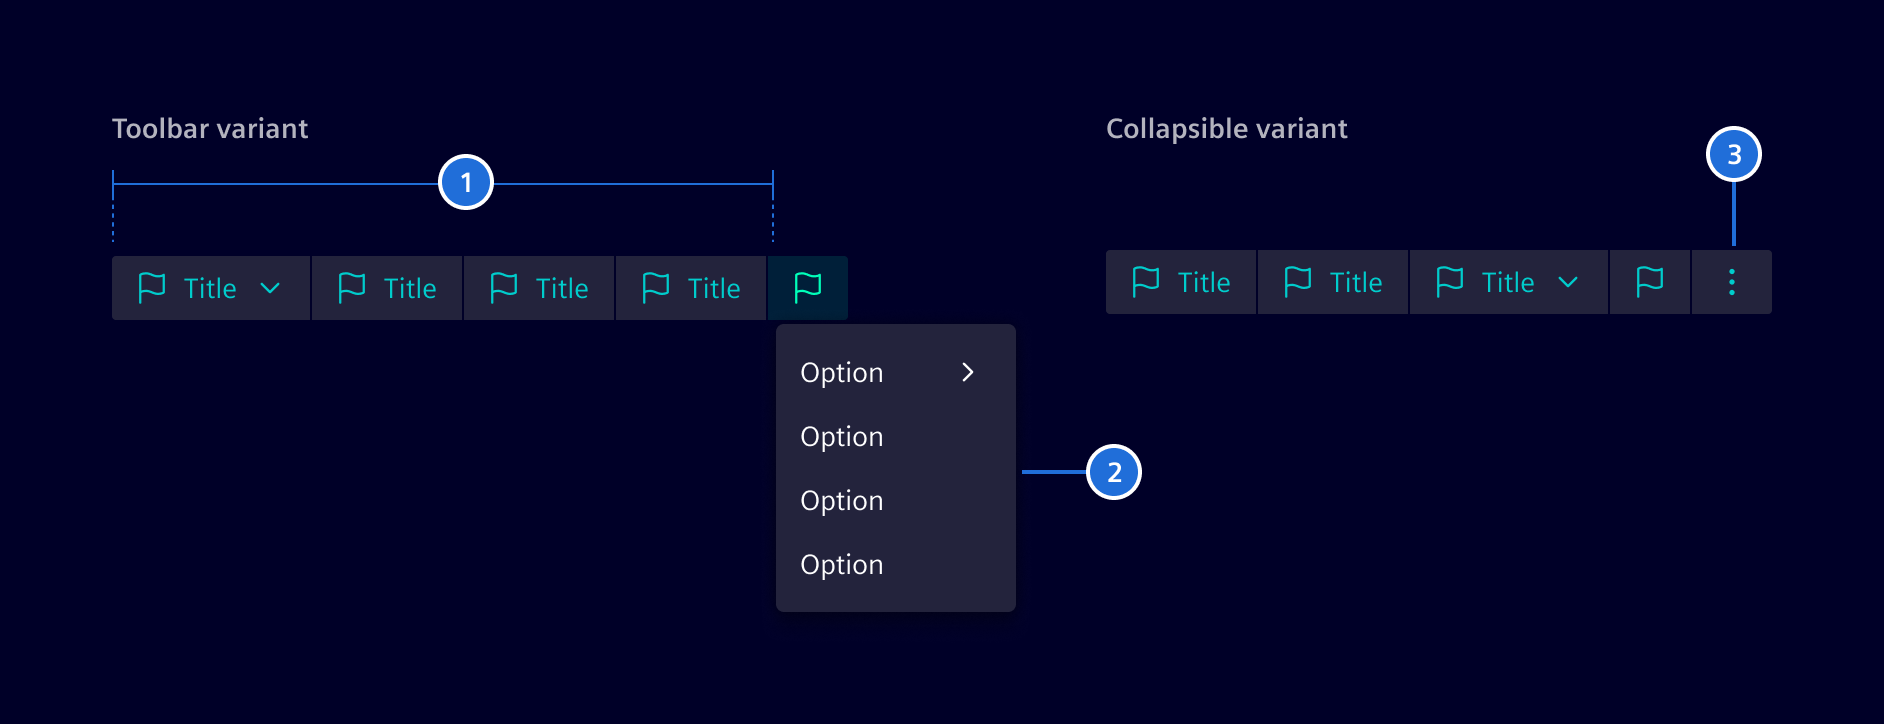 Toolbar variant
1
Title
Title
Title
Title
Option
Option
Option
Option
2
Collapsible variant
3
Title
Title
Title